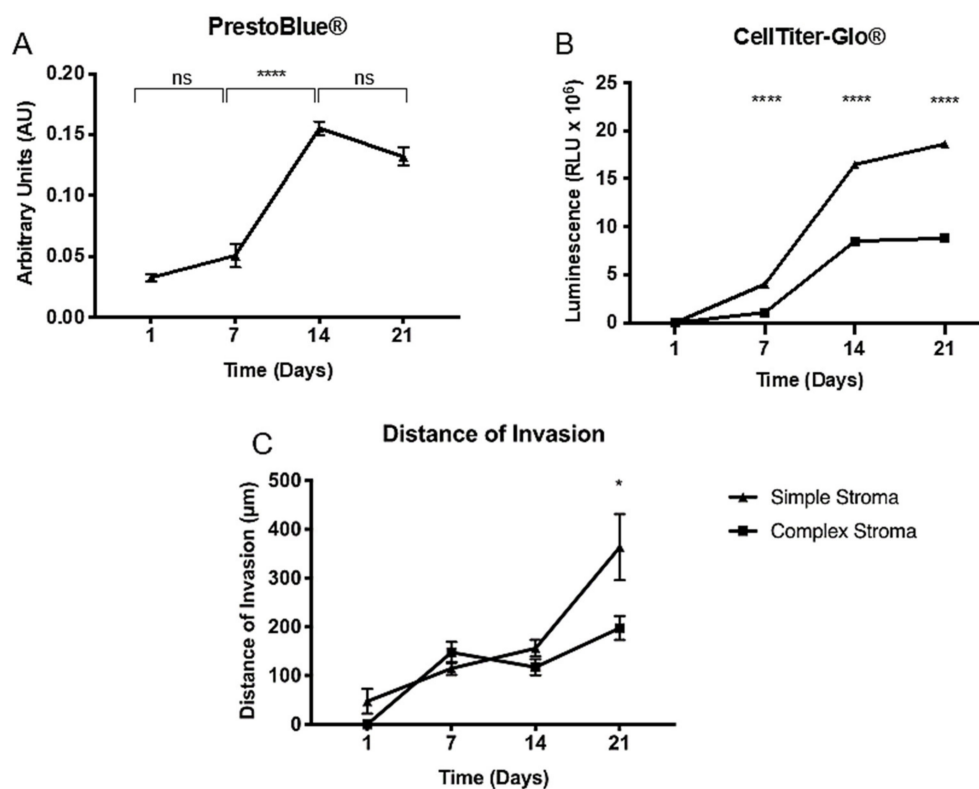 A
PrestoBlue®
ns
****
ns
0.20
0.15
0.10
0.05
0.00
Arbitrary Units (AU)
1
7
14
21
Time (Days)
B
CellTiter-Glo®
****
****
****
25
20
15
10
5
0
Luminescence (RLU x 10⁶)
1
7
14
21
Time (Days)
C
Distance of Invasion
*
500
400
300
200
100
0
Distance of Invasion (µm)
1
7
14
21
Time (Days)
Simple Stroma
Complex Stroma